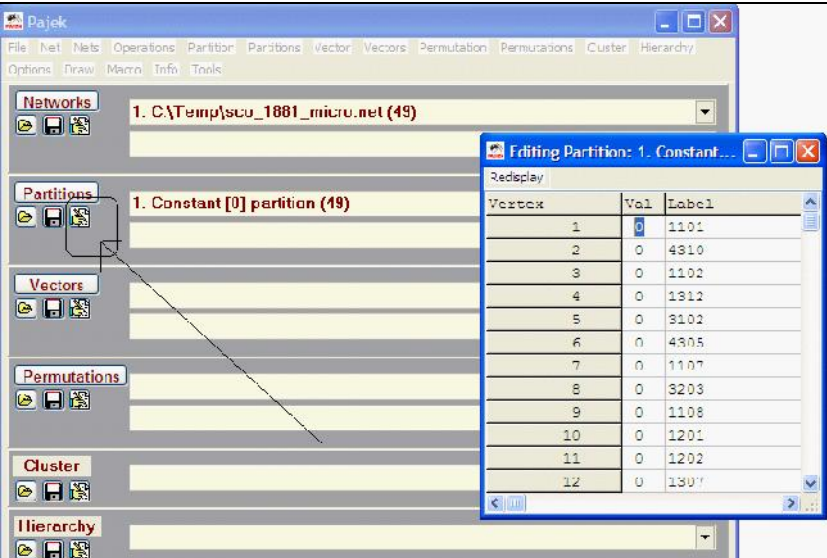 Pajek
File Net Nets Operations Partition Partitions Vector Vectors Permutation Permutations Cluster Hierarchy
Options Draw Macro Info Tools
Networks
1. C:\Temp\sco_1881_micro.net (49)
Partitions
1. Constant [0] partition (49)
Vectors
Permutations
Cluster
Hierarchy
Editing Partition: 1. Constant...
Redisplay
Vertex Val Label
1 0 1101
2 0 4310
3 0 1102
4 0 1312
5 0 3102
6 0 4305
7 0 1107
8 0 3203
9 0 1108
10 0 1201
11 0 1202
12 0 1307